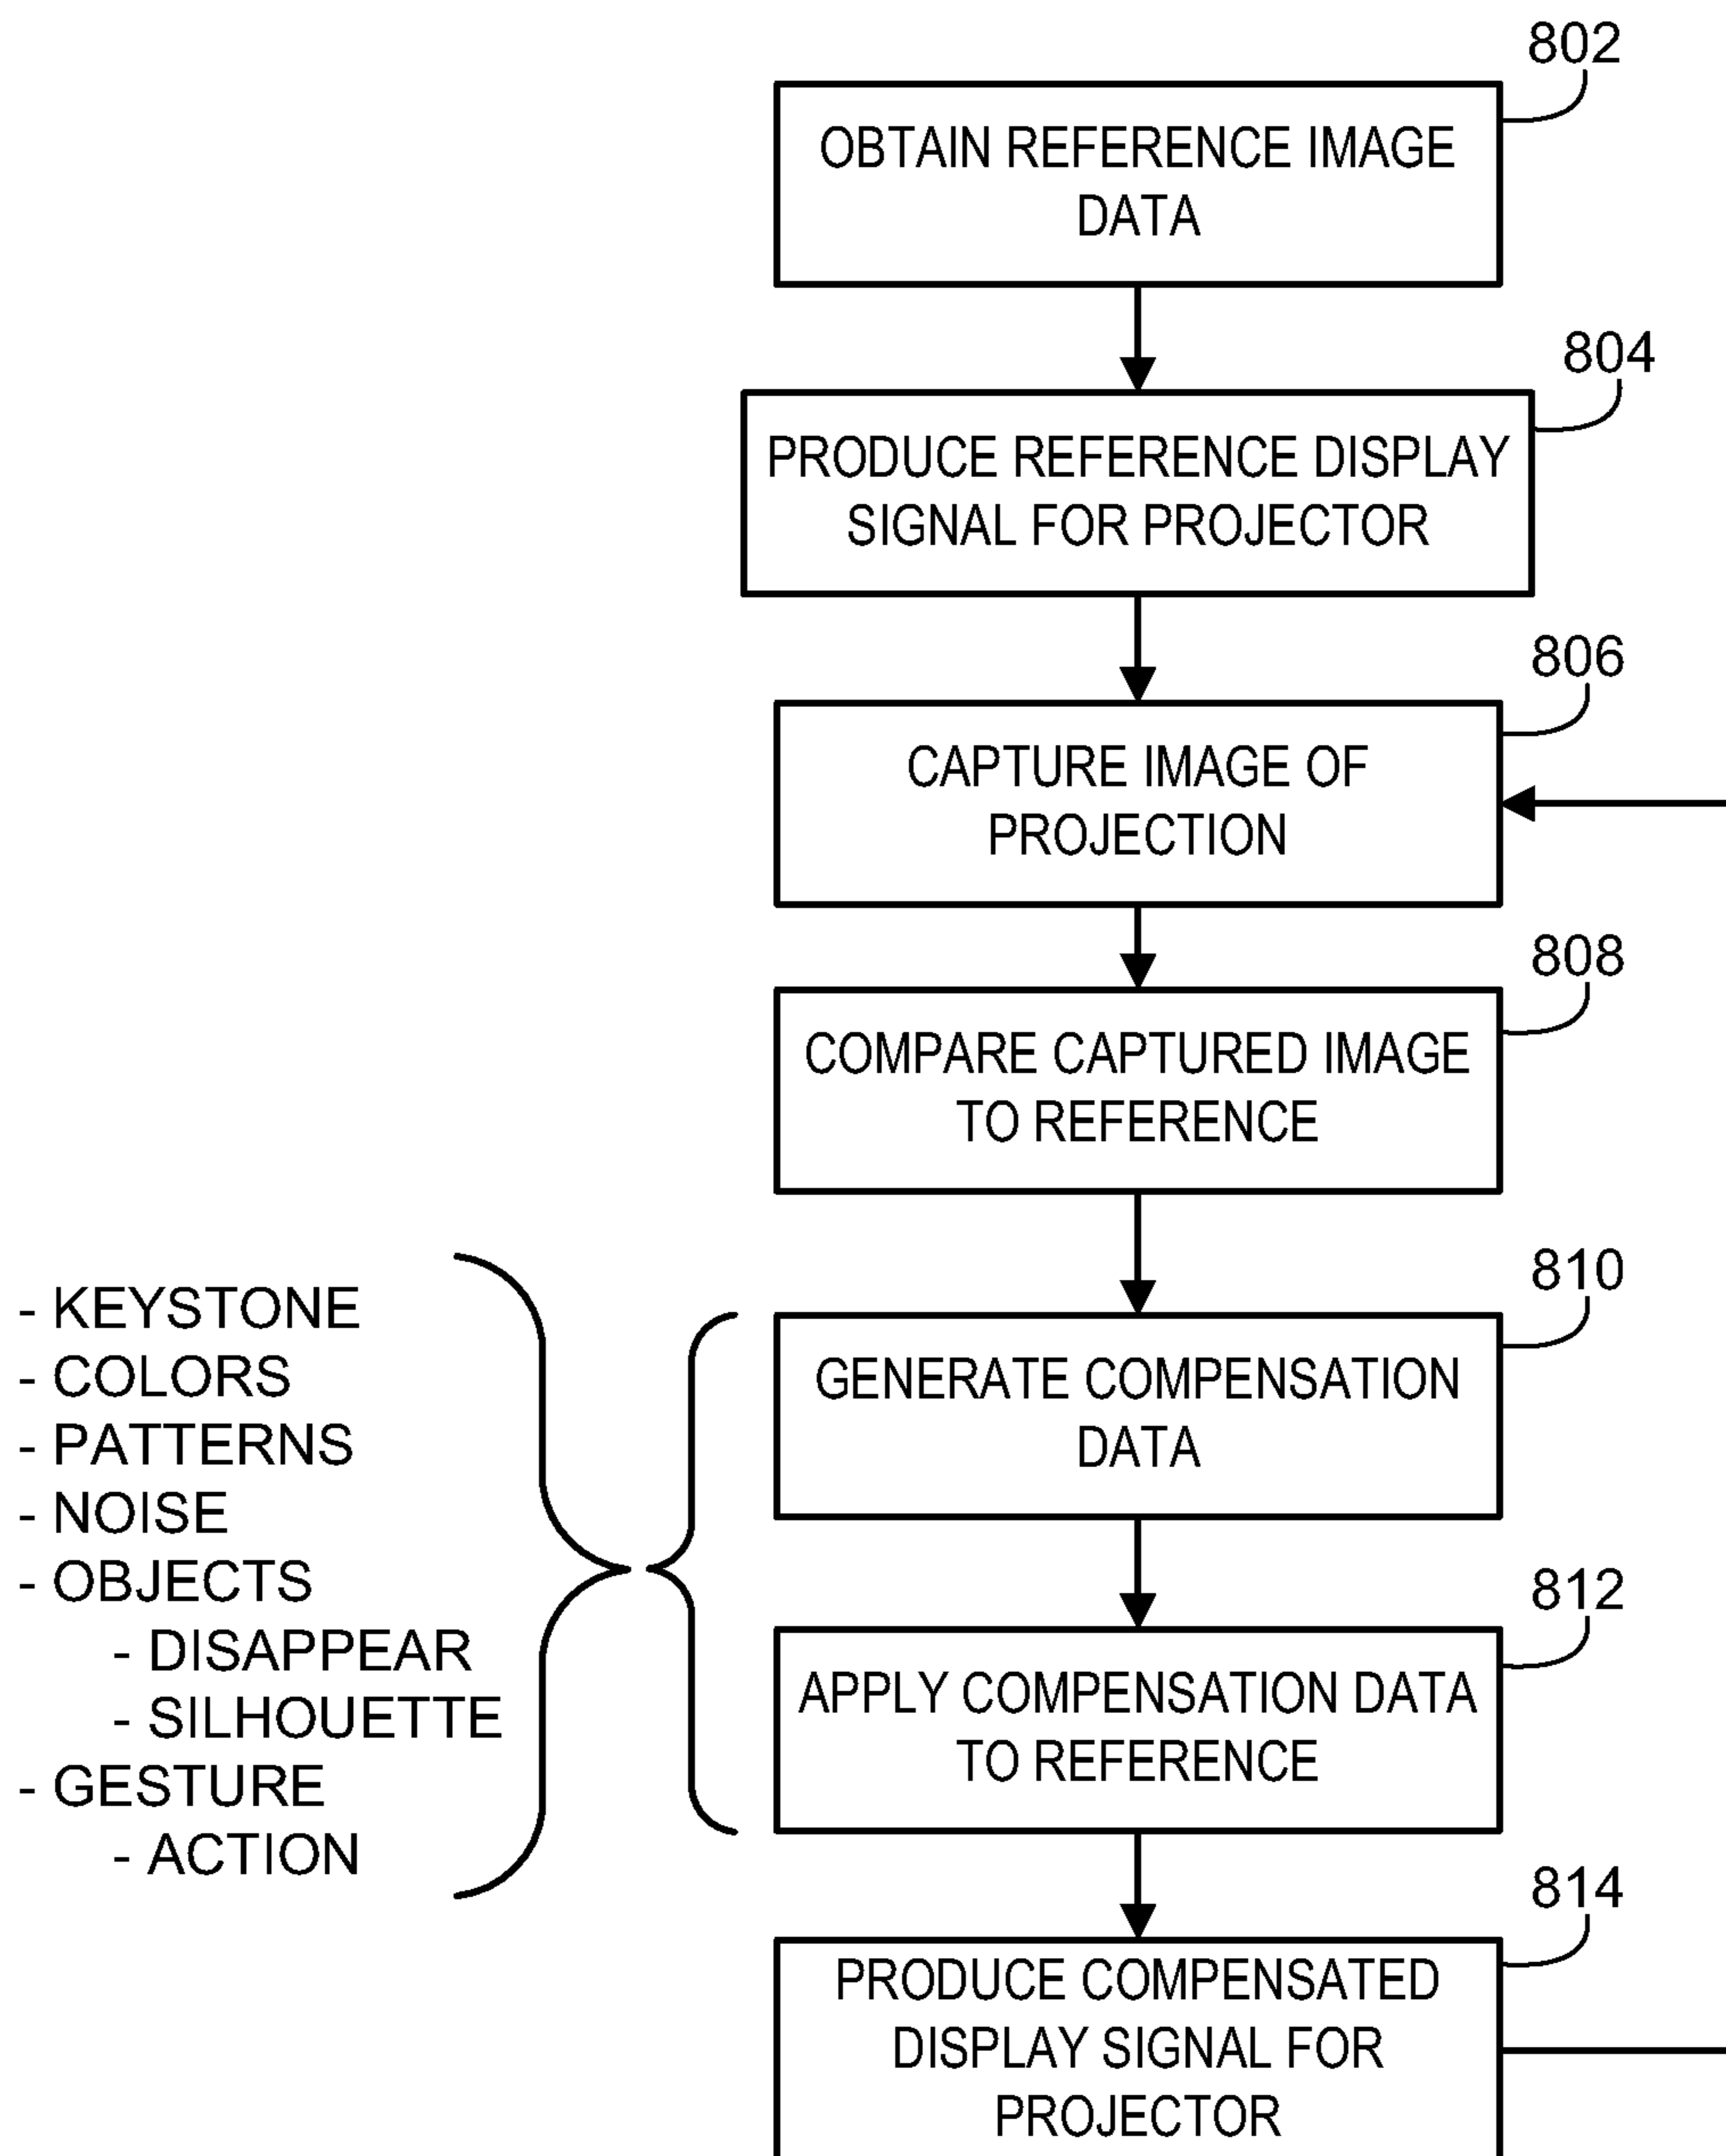 802
OBTAIN REFERENCE IMAGE
DATA
804
PRODUCE REFERENCE DISPLAY
SIGNAL FOR PROJECTOR
806
CAPTURE IMAGE OF
PROJECTION
808
COMPARE CAPTURED IMAGE
TO REFERENCE
- KEYSTONE
- COLORS
- PATTERNS
- NOISE
- OBJECTS
- DISAPPEAR
- SILHOUETTE
- GESTURE
- ACTION
810
GENERATE COMPENSATION
DATA
812
APPLY COMPENSATION DATA
TO REFERENCE
814
PRODUCE COMPENSATED
DISPLAY SIGNAL FOR
PROJECTOR